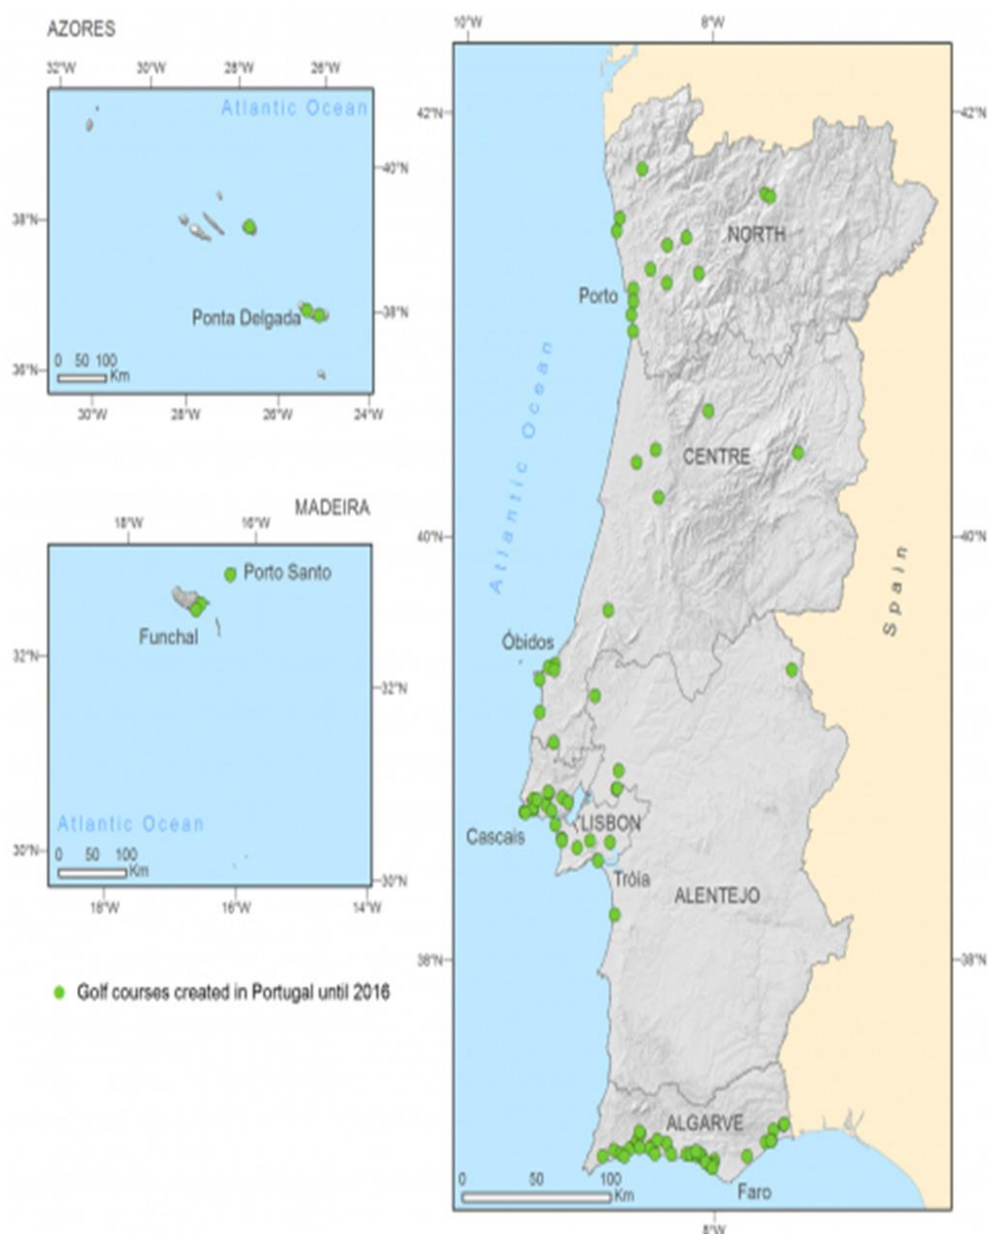 AZORES
32°W 30°W 28°W 26°W
Atlantic Ocean
40°N
38°N
Ponta Delgada
38°N
0 50 100
Km
36°N
30°W 28°W 26°W 24°W
MADEIRA
18°W 16°W
Porto Santo
Funchal
32°N
32°N
Atlantic Ocean
0 50 100
Km
30°N
30°N
18°W 16°W 14°W
Golf courses created in Portugal until 2016
10°W 8°W
42°N 42°N
NORTH
Porto
Atlantic Ocean
CENTRE
40°N 40°N
Spain
Óbidos
LISBON
Cascais
Tróia
ALENTEJO
38°N 38°N
ALGARVE
0 50 100
Km
Faro
8°W